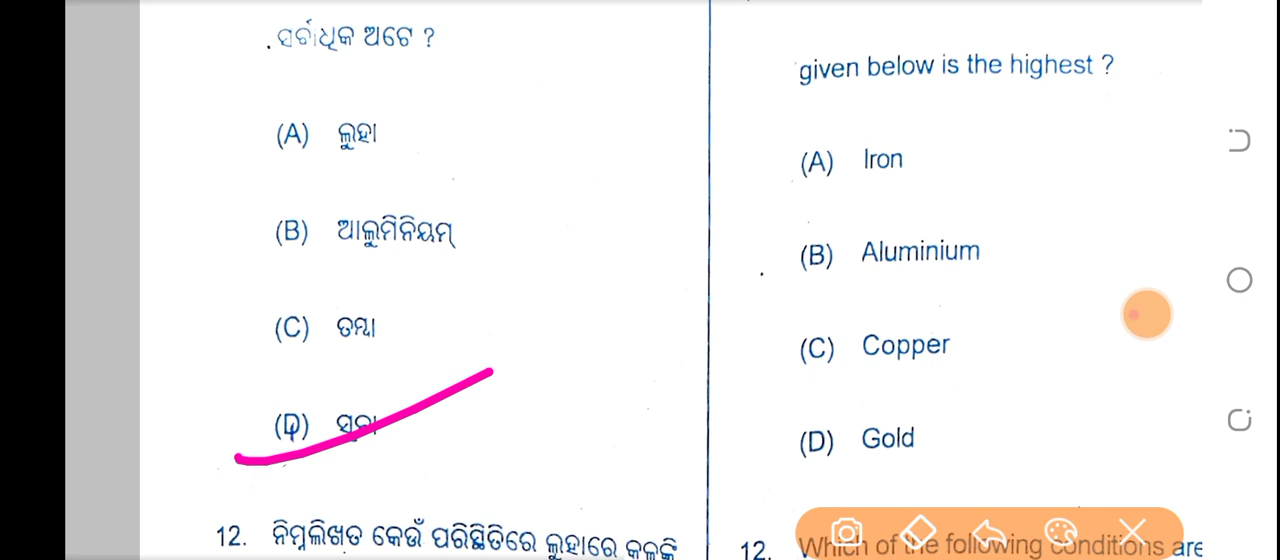 ସର୍ବାଧିକ ଅଟେ ?
(A) ଲୁହା
(B) ଆଲୁମିନିୟମ୍
(C) ତମ୍ବା
(D) ସୁନା
12. ନିମ୍ନଲିଖିତ କେଉଁ ପରିସ୍ଥିତିରେ ଲୁହାରେ କଳଙ୍କି
given below is the highest ?
(A) Iron
(B) Aluminium
(C) Copper
(D) Gold
12. Which of the following conditions are